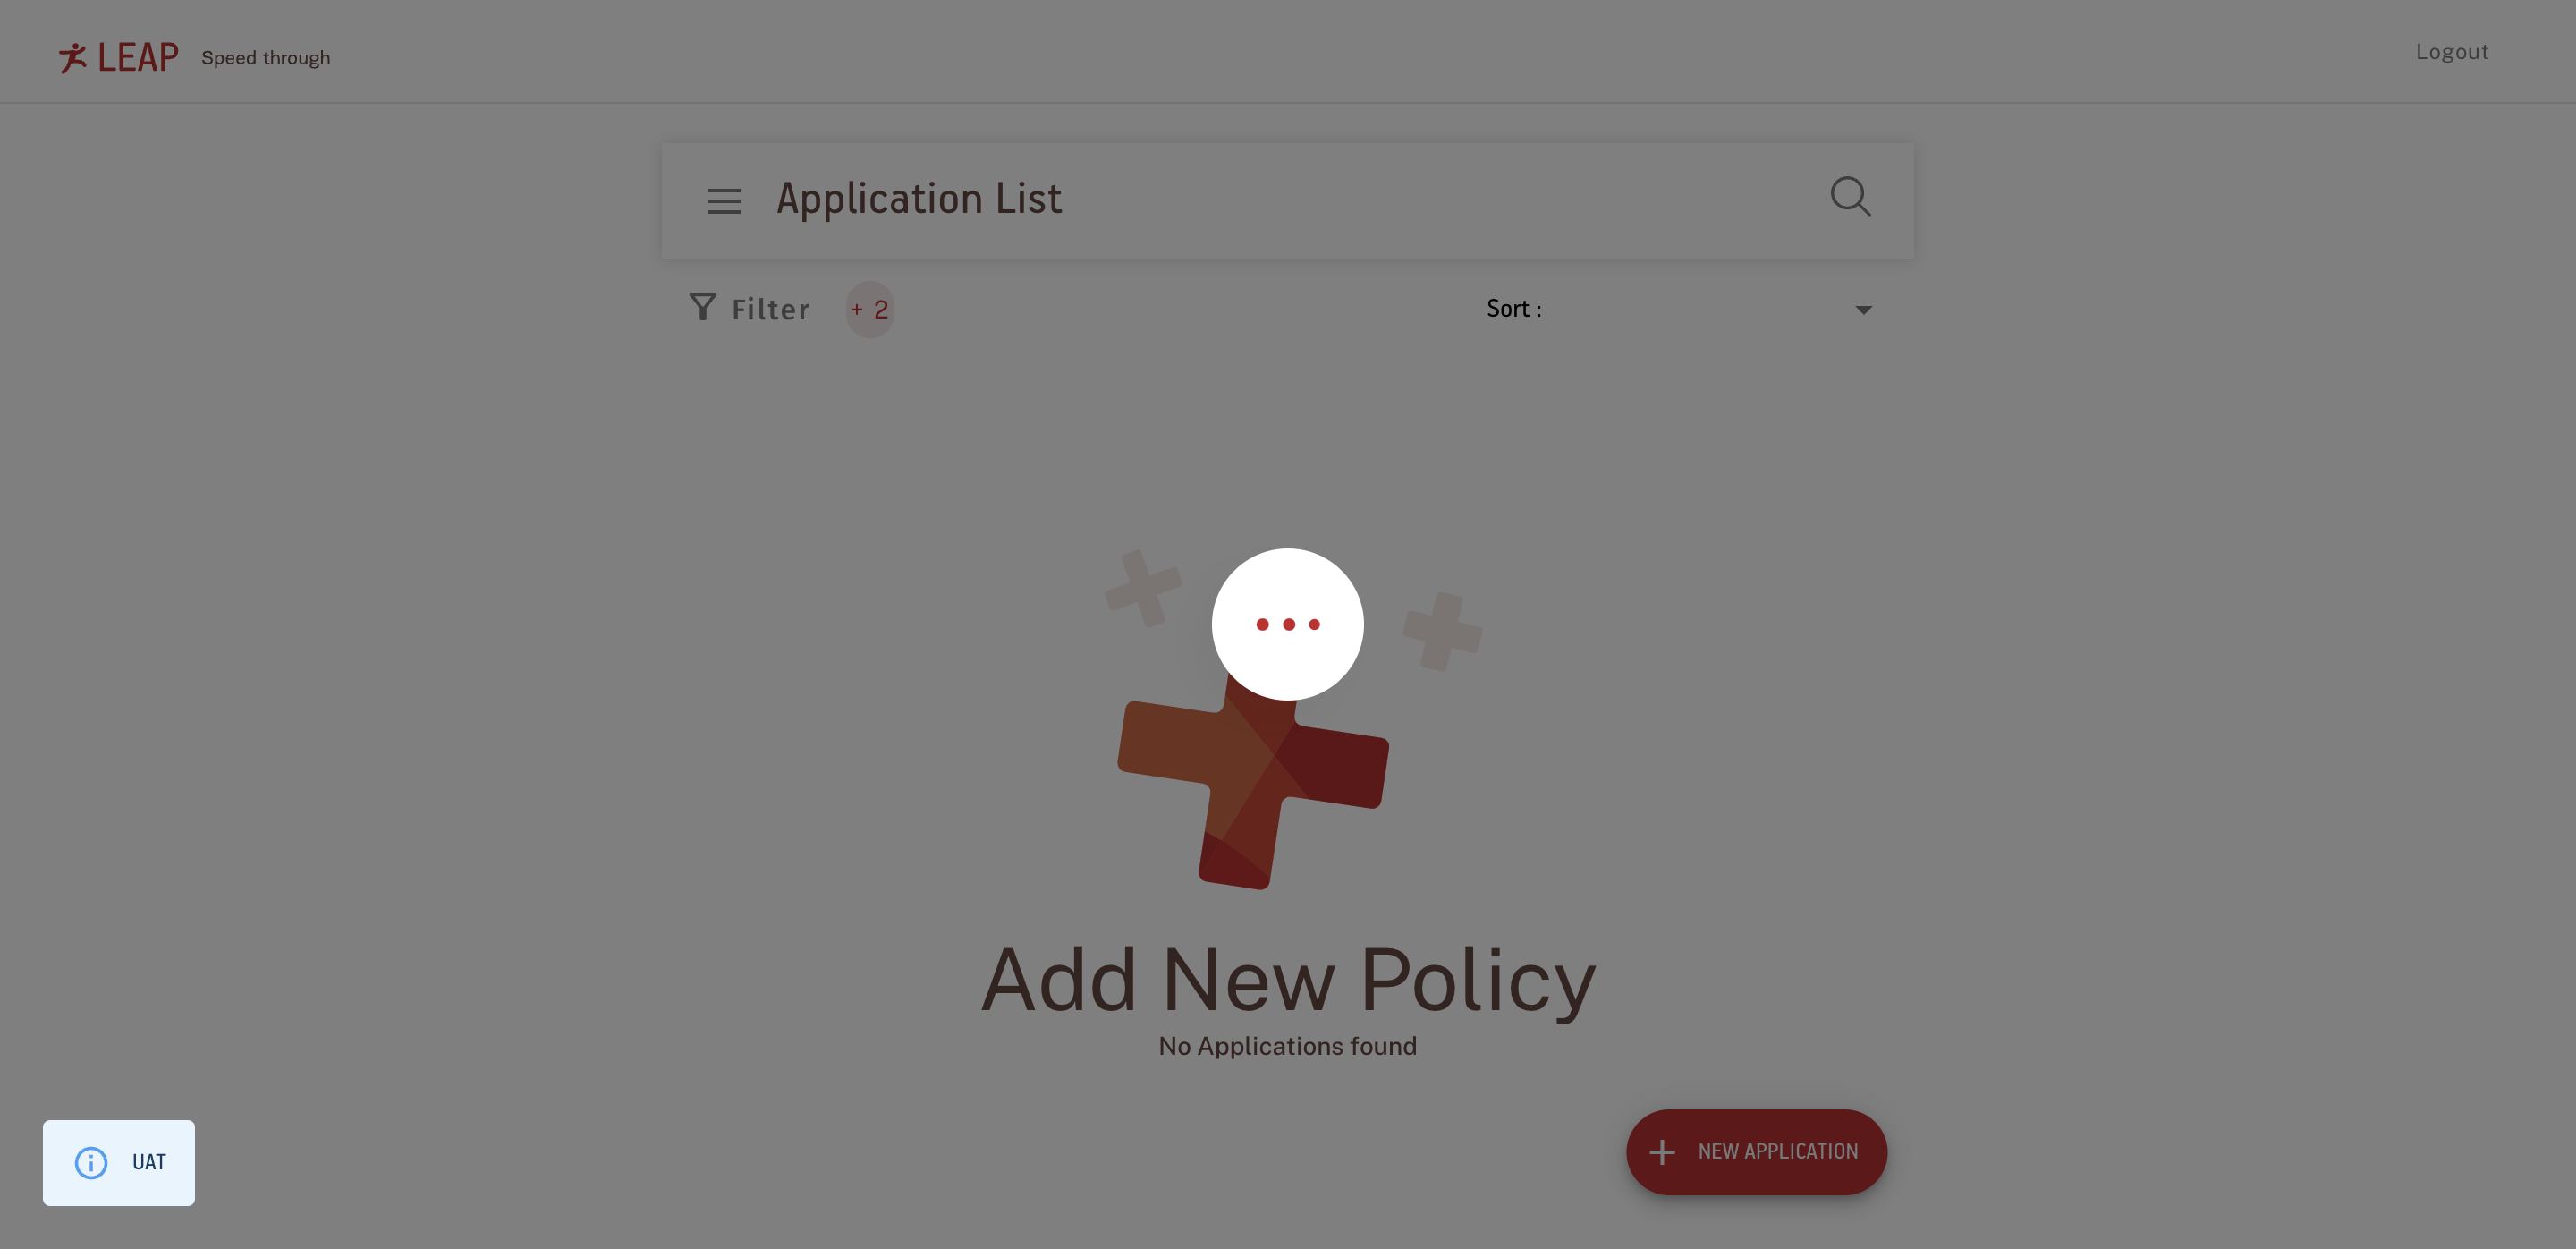 LEAP Speed through
Logout
Application List
Filter + 2
Sort :
Add New Policy
No Applications found
UAT
NEW APPLICATION